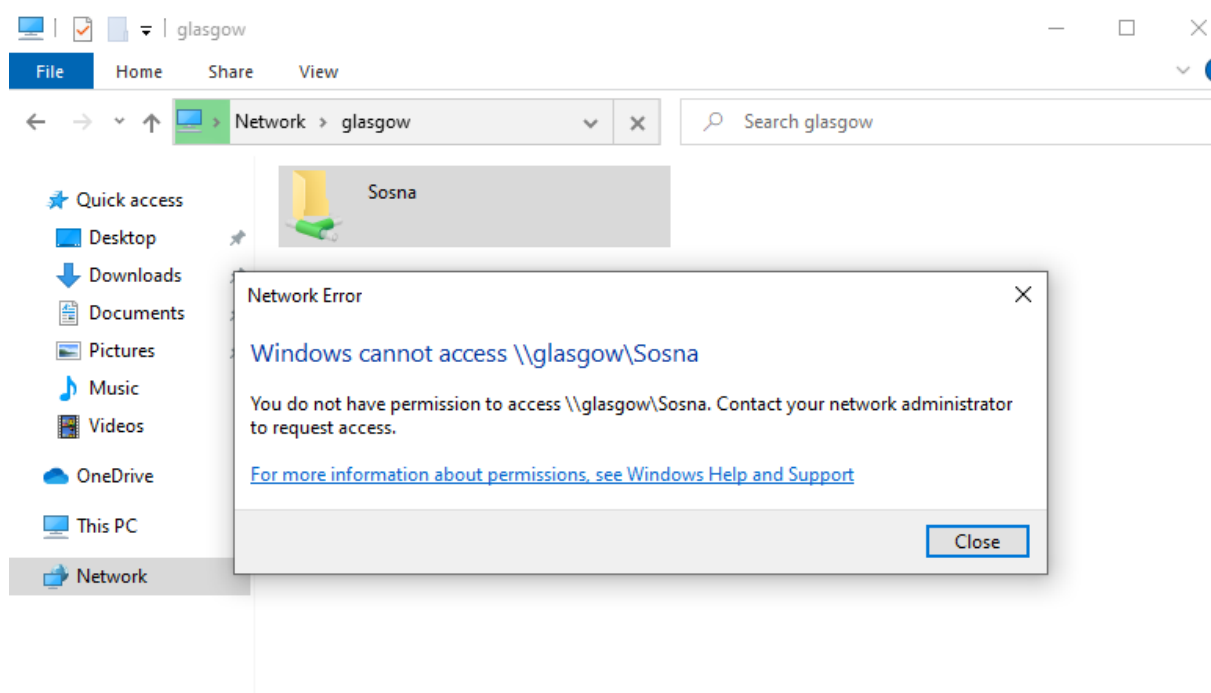 glasgow
File Home Share View
Network > glasgow
Search glasgow
Quick access
Desktop
Downloads
Documents
Pictures
Music
Videos
OneDrive
This PC
Network
Sosna
Network Error
Windows cannot access \\glasgow\Sosna
You do not have permission to access \\glasgow\Sosna. Contact your network administrator
to request access.
For more information about permissions, see Windows Help and Support
Close